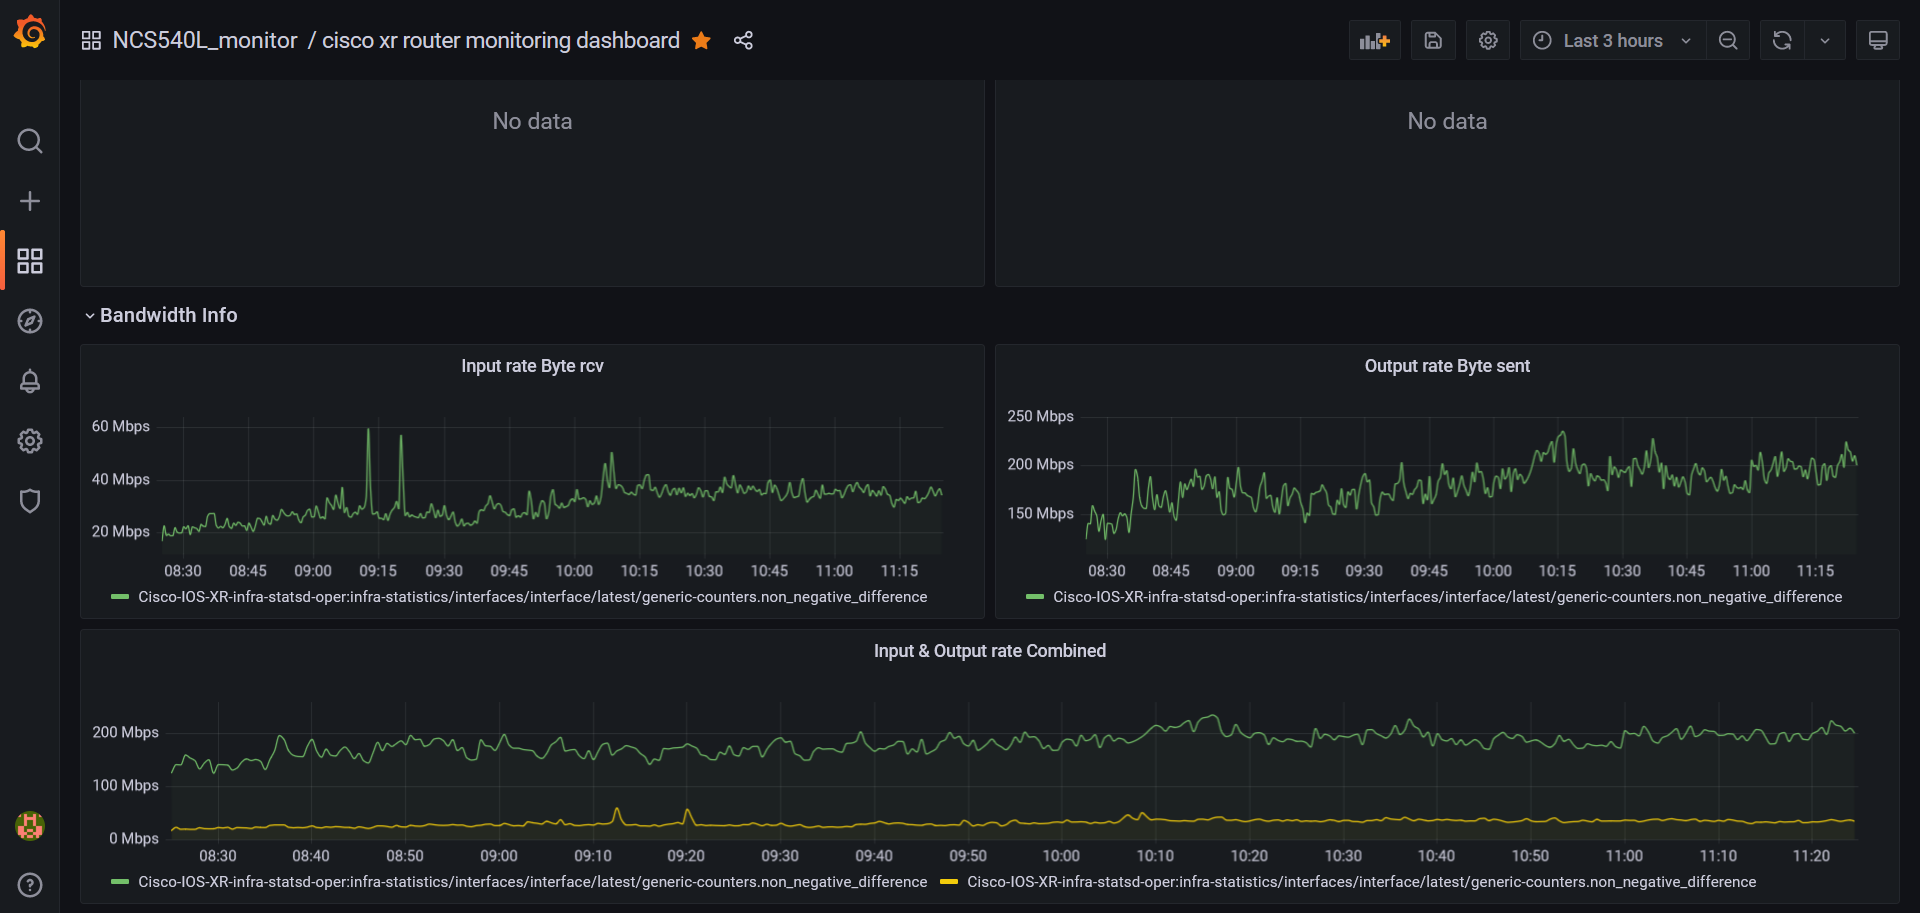 NCS540L_monitor / cisco xr router monitoring dashboard
Last 3 hours
No data
No data
Bandwidth Info
Input rate Byte rcv
60 Mbps
40 Mbps
20 Mbps
08:30 08:45 09:00 09:15 09:30 09:45 10:00 10:15 10:30 10:45 11:00 11:15
Cisco-IOS-XR-infra-statsd-oper:infra-statistics/interfaces/interface/latest/generic-counters.non_negative_difference
Output rate Byte sent
250 Mbps
200 Mbps
150 Mbps
08:30 08:45 09:00 09:15 09:30 09:45 10:00 10:15 10:30 10:45 11:00 11:15
Cisco-IOS-XR-infra-statsd-oper:infra-statistics/interfaces/interface/latest/generic-counters.non_negative_difference
Input & Output rate Combined
200 Mbps
100 Mbps
0 Mbps
08:30 08:40 08:50 09:00 09:10 09:20 09:30 09:40 09:50 10:00 10:10 10:20 10:30 10:40 10:50 11:00 11:10 11:20
Cisco-IOS-XR-infra-statsd-oper:infra-statistics/interfaces/interface/latest/generic-counters.non_negative_difference Cisco-IOS-XR-infra-statsd-oper:infra-statistics/interfaces/interface/latest/generic-counters.non_negative_difference